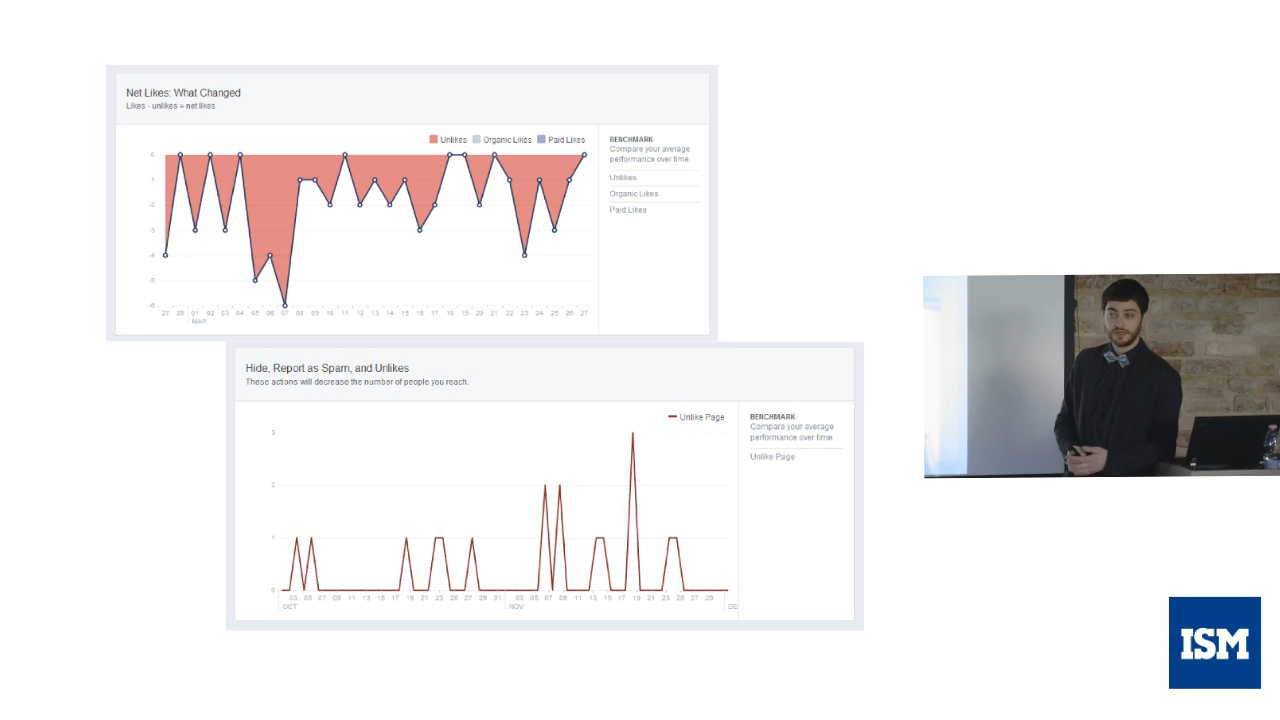 Net Likes: What Changed
Likes - unlikes = net likes
Unlikes Organic Likes Paid Likes
BENCHMARK
Compare your average
performance over time.
Unlikes
Organic Likes
Paid Likes
0
-1
-2
-3
-4
-5
-6
27 28 01 02 03 04 05 06 07 08 09 10 11 12 13 14 15 16 17 18 19 20 21 22 23 24 25 26 27
MAR
Hide, Report as Spam, and Unlikes
These actions will decrease the number of people you reach.
Unlike Page
BENCHMARK
Compare your average
performance over time.
Unlike Page
3
2
1
0
03 05 07 09 11 13 15 17 19 21 23 25 27 29 31 03 05 07 09 11 13 15 17 19 21 23 25 27 29
OCT NOV DE
ISM